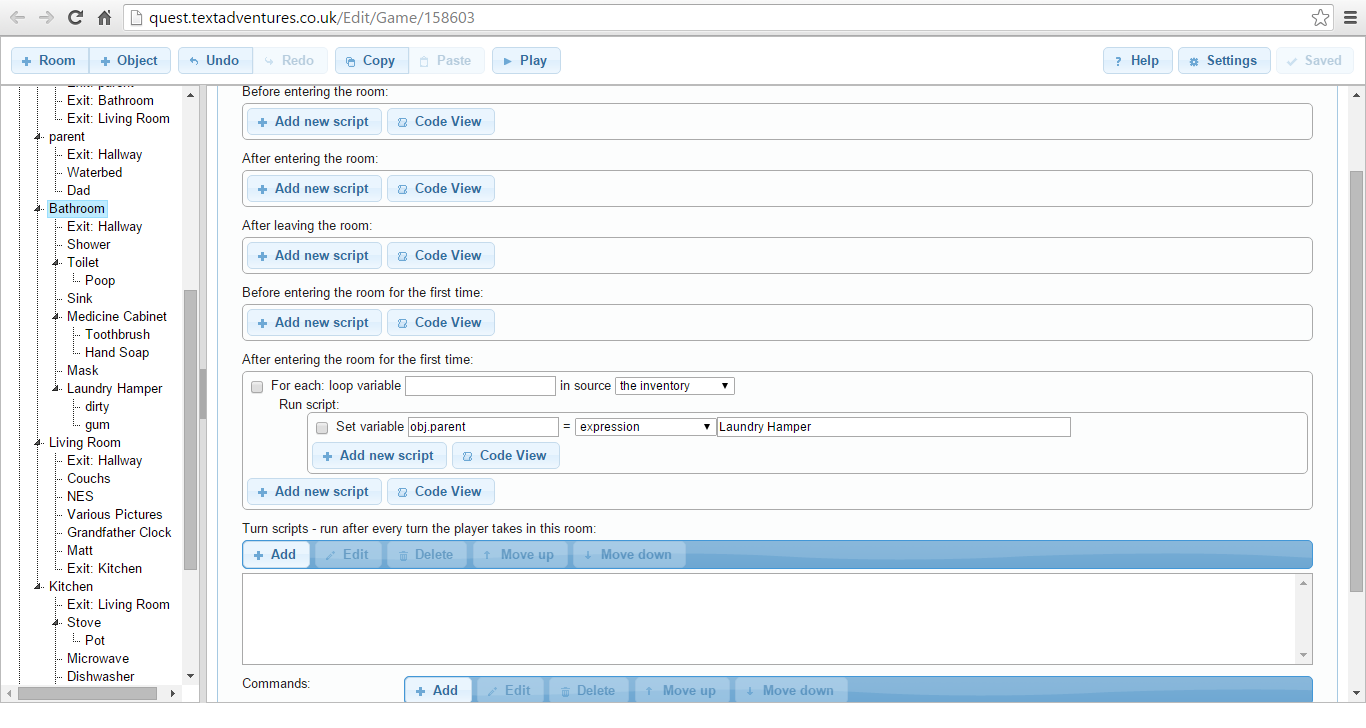 quest.textadventures.co.uk/Edit/Game/158603
Room Object Undo Redo Copy Paste Play Help Settings Saved
Exit: parent
Exit: Bathroom
Exit: Living Room
parent
Exit: Hallway
Waterbed
Dad
Bathroom
Exit: Hallway
Shower
Toilet
Poop
Sink
Medicine Cabinet
Toothbrush
Hand Soap
Mask
Laundry Hamper
dirty
gum
Living Room
Exit: Hallway
Couchs
NES
Various Pictures
Grandfather Clock
Matt
Exit: Kitchen
Kitchen
Exit: Living Room
Stove
Pot
Microwave
Dishwasher
Before entering the room:
Add new script Code View
After entering the room:
Add new script Code View
After leaving the room:
Add new script Code View
Before entering the room for the first time:
Add new script Code View
After entering the room for the first time:
For each: loop variable in source the inventory
Run script:
Set variable obj.parent = expression Laundry Hamper
Add new script Code View
Add new script Code View
Turn scripts - run after every turn the player takes in this room:
Add Edit Delete Move up Move down
Commands: Add Edit Delete Move up Move down